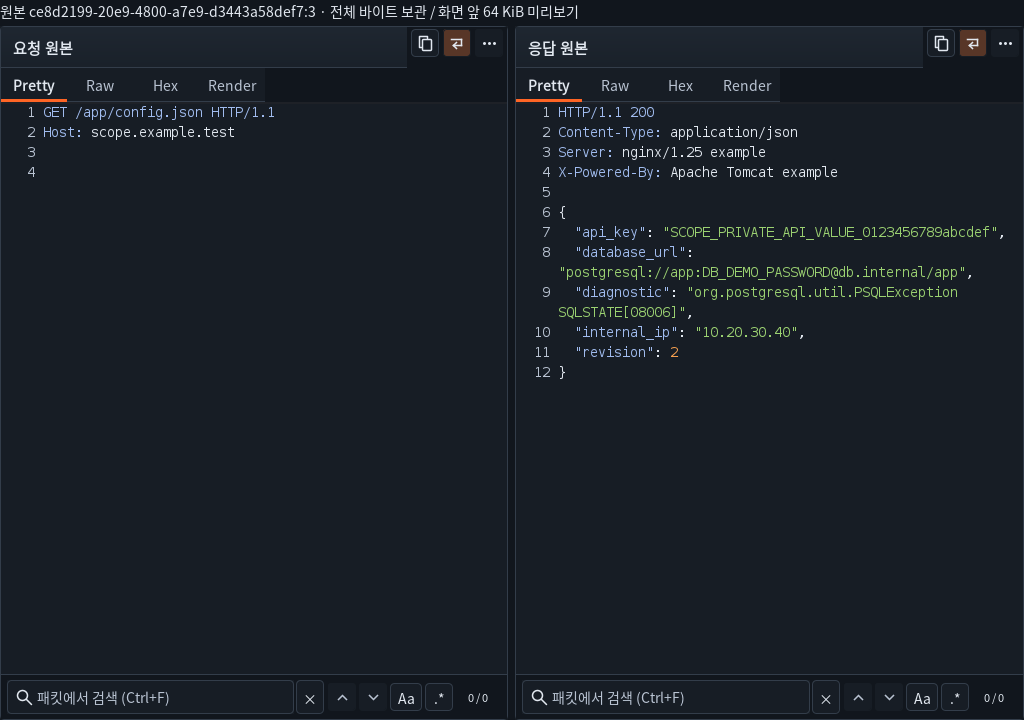 원본 ce8d2199-20e9-4800-a7e9-d3443a58def7:3 · 전체 바이트 보관 / 화면 앞 64 KiB 미리보기
요청 원본
Pretty Raw Hex Render
1 GET /app/config.json HTTP/1.1
2 Host: scope.example.test
3
4
패킷에서 검색 (Ctrl+F) × Aa .* 0/0
응답 원본
Pretty Raw Hex Render
1 HTTP/1.1 200
2 Content-Type: application/json
3 Server: nginx/1.25 example
4 X-Powered-By: Apache Tomcat example
5
6 {
7 "api_key": "SCOPE_PRIVATE_API_VALUE_0123456789abcdef",
8 "database_url":
"postgresql://app:DB_DEMO_PASSWORD@db.internal/app",
9 "diagnostic": "org.postgresql.util.PSQLException
SQLSTATE[08006]",
10 "internal_ip": "10.20.30.40",
11 "revision": 2
12 }
패킷에서 검색 (Ctrl+F) × Aa .* 0/0